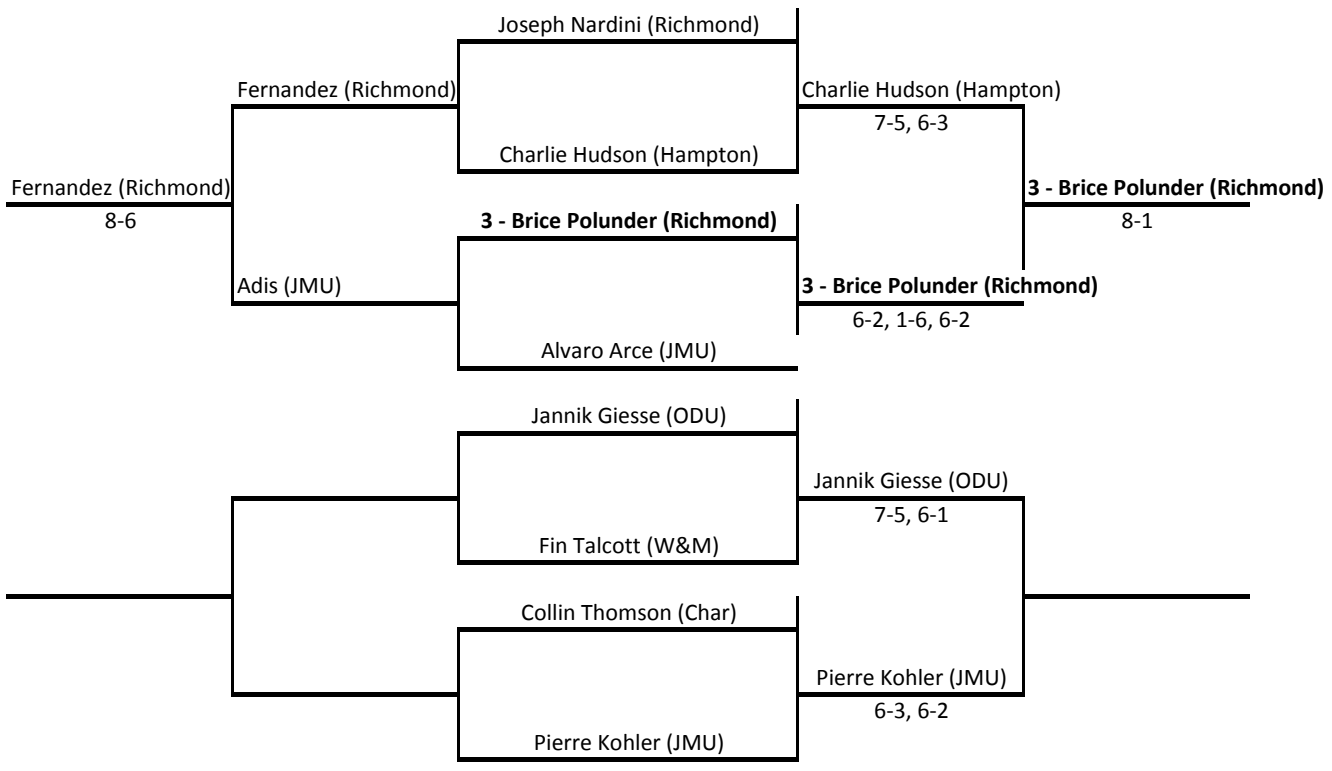 Joseph Nardini (Richmond)
Fernandez (Richmond)
Charlie Hudson (Hampton)
7-5, 6-3
Charlie Hudson (Hampton)
Fernandez (Richmond)
8-6
3 - Brice Polunder (Richmond)
8-1
3 - Brice Polunder (Richmond)
Adis (JMU)
3 - Brice Polunder (Richmond)
6-2, 1-6, 6-2
Alvaro Arce (JMU)
Jannik Giesse (ODU)
Jannik Giesse (ODU)
7-5, 6-1
Fin Talcott (W&M)
Collin Thomson (Char)
Pierre Kohler (JMU)
6-3, 6-2
Pierre Kohler (JMU)